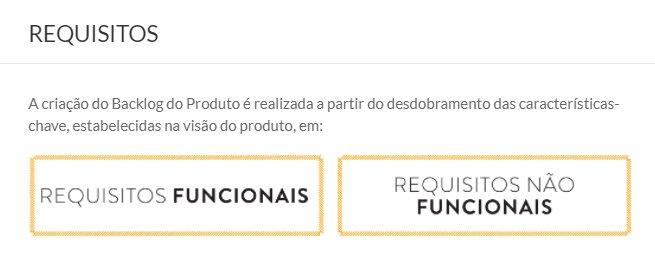 REQUISITOS
A criação do Backlog do Produto é realizada a partir do desdobramento das características-
chave, estabelecidas na visão do produto, em:
REQUISITOS FUNCIONAIS
REQUISITOS NÃO
FUNCIONAIS